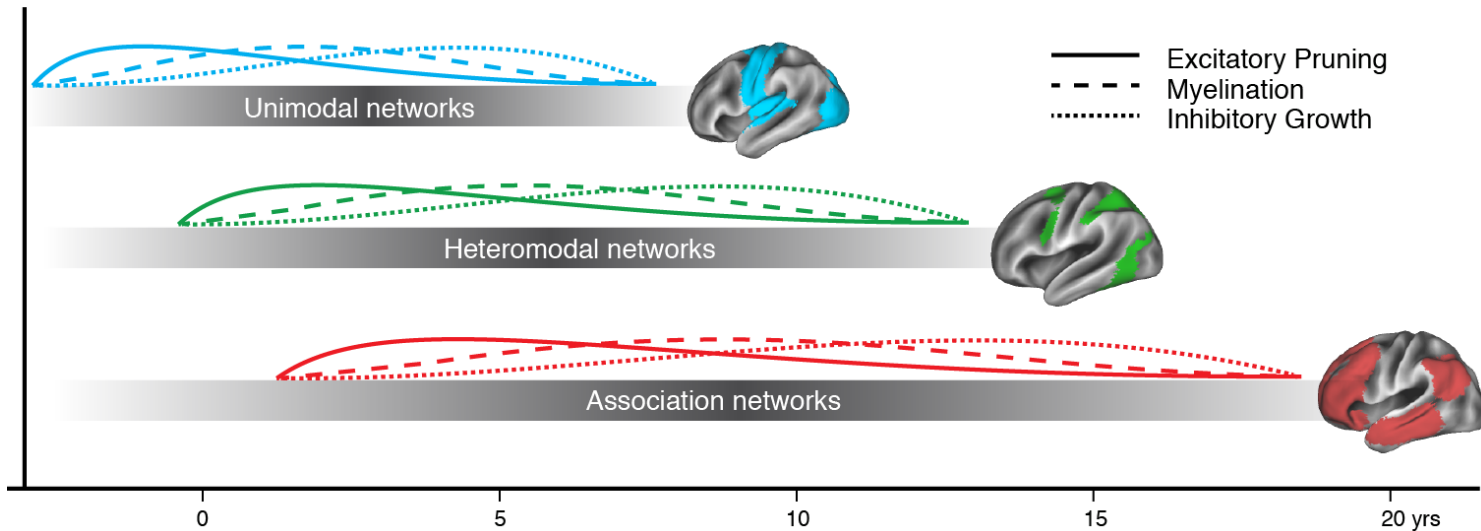 Excitatory Pruning
Myelination
Inhibitory Growth
Unimodal networks
Heteromodal networks
Association networks
0 5 10 15 20 yrs